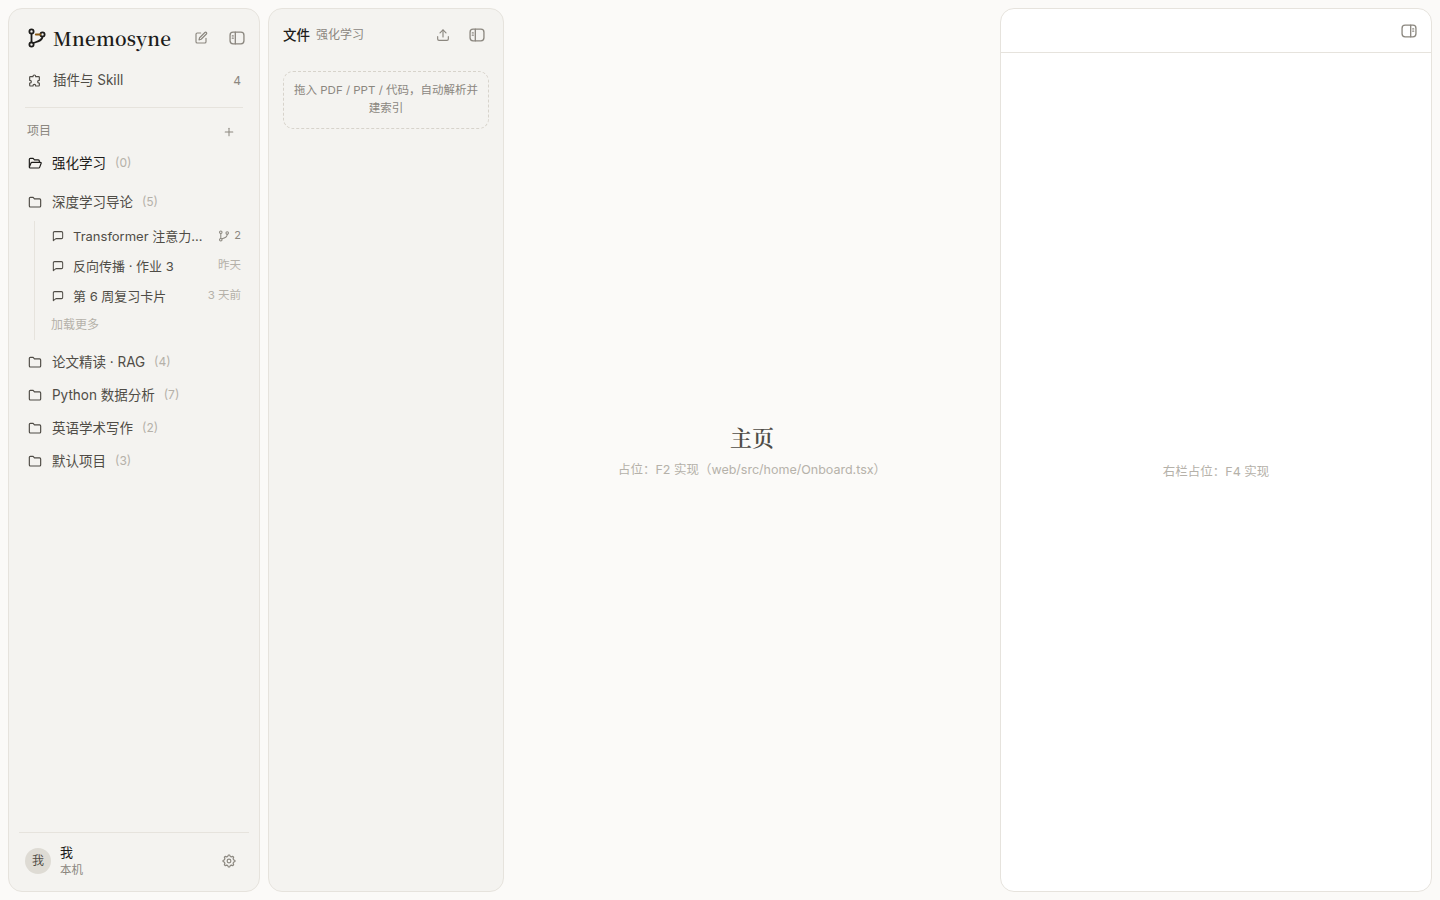 Mnemosyne
插件与 Skill 4
项目
强化学习 (0)
深度学习导论 (5)
Transformer 注意力... 2
反向传播 · 作业 3 昨天
第 6 周复习卡片 3 天前
加载更多
论文精读 · RAG (4)
Python 数据分析 (7)
英语学术写作 (2)
默认项目 (3)
我 我
本机
文件 强化学习
拖入 PDF / PPT / 代码，自动解析并
建索引
主页
占位：F2 实现（web/src/home/Onboard.tsx）
右栏占位：F4 实现